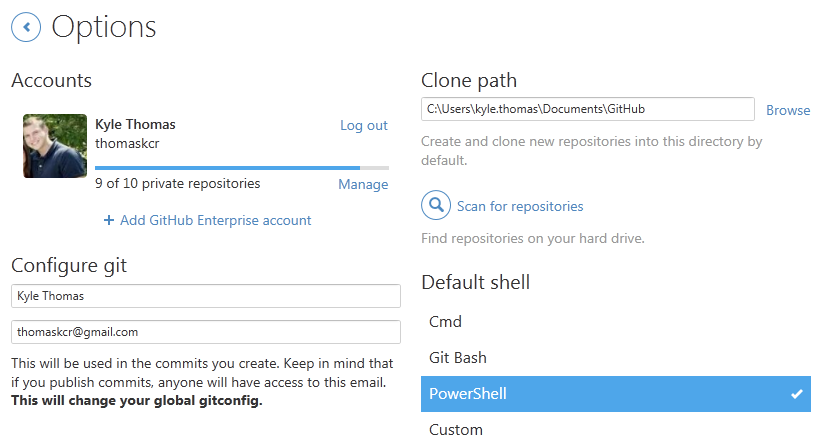 Options
Accounts
Kyle Thomas
Log out
thomaskcr
9 of 10 private repositories
Manage
+ Add GitHub Enterprise account
Configure git
Kyle Thomas
thomaskcr@gmail.com
This will be used in the commits you create. Keep in mind that
if you publish commits, anyone will have access to this email.
This will change your global gitconfig.
Clone path
C:\Users\kyle.thomas\Documents\GitHub
Browse
Create and clone new repositories into this directory by
default.
Scan for repositories
Find repositories on your hard drive.
Default shell
Cmd
Git Bash
PowerShell
Custom